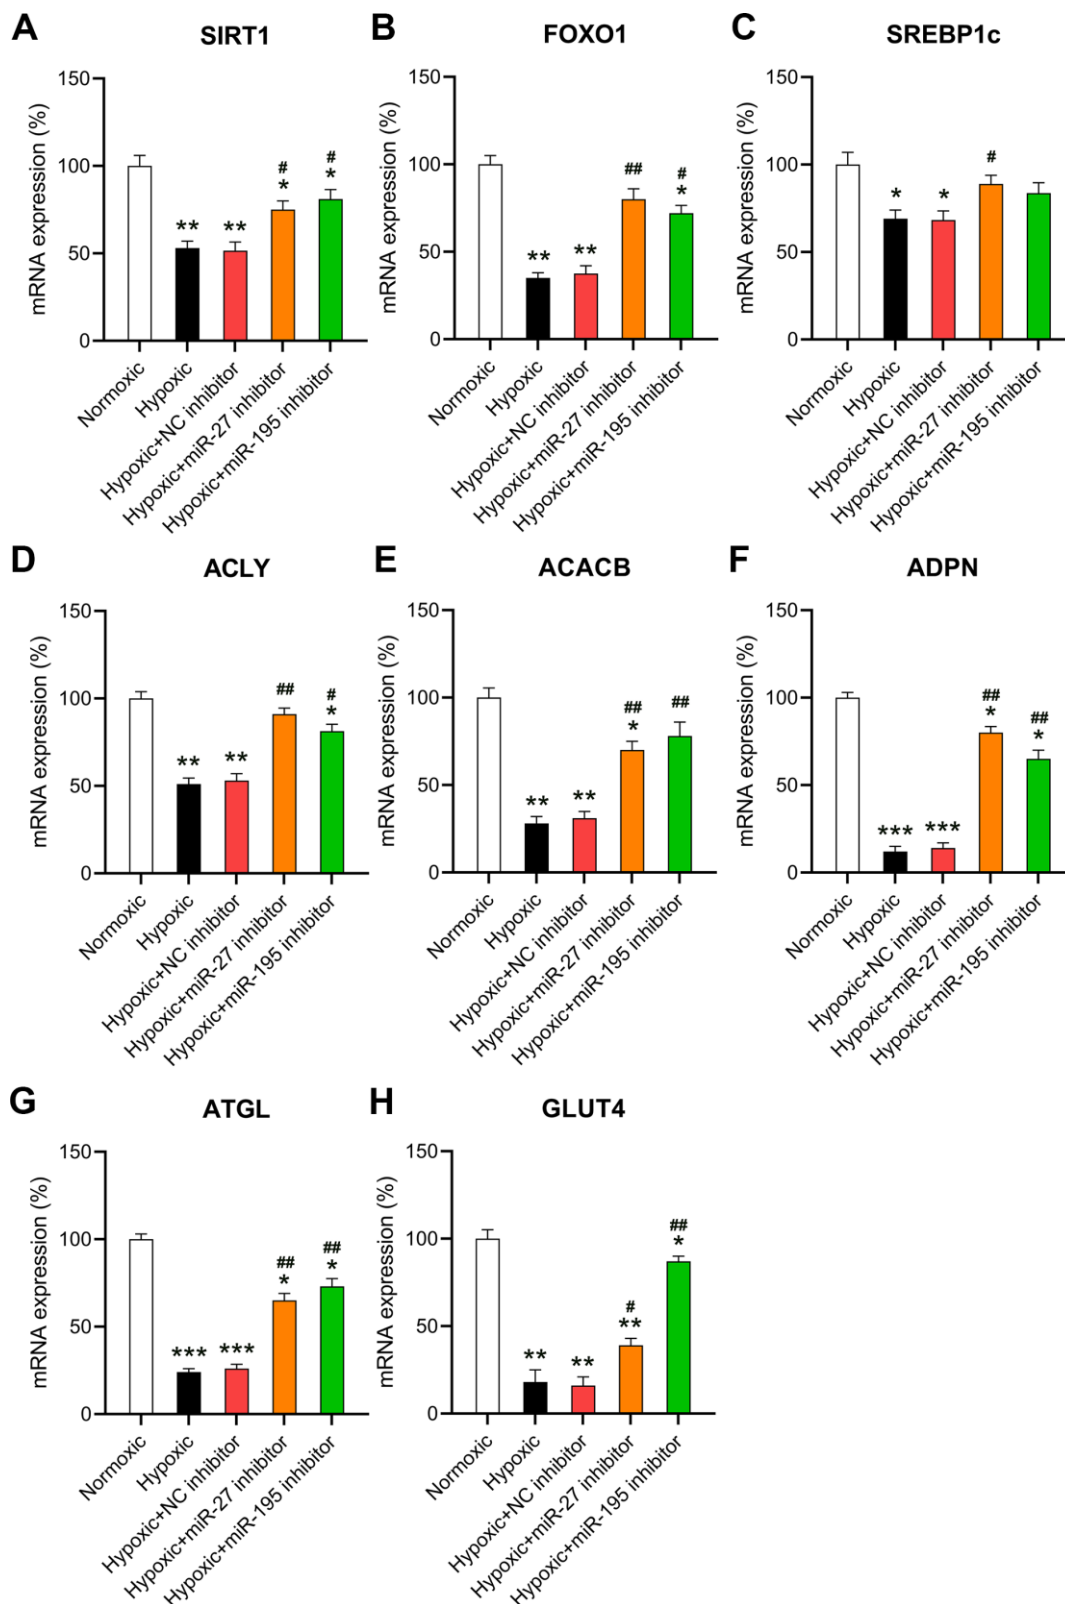 A
SIRT1
mRNA expression (%)
150
100
50
0
**
**
#
*
#
*
Normoxic
Hypoxic
Hypoxic+NC inhibitor
Hypoxic+miR-27 inhibitor
Hypoxic+miR-195 inhibitor
B
FOXO1
mRNA expression (%)
150
100
50
0
**
**
##
#
*
Normoxic
Hypoxic
Hypoxic+NC inhibitor
Hypoxic+miR-27 inhibitor
Hypoxic+miR-195 inhibitor
C
SREBP1c
mRNA expression (%)
150
100
50
0
*
*
#
Normoxic
Hypoxic
Hypoxic+NC inhibitor
Hypoxic+miR-27 inhibitor
Hypoxic+miR-195 inhibitor
D
ACLY
mRNA expression (%)
150
100
50
0
**
**
##
#
*
Normoxic
Hypoxic
Hypoxic+NC inhibitor
Hypoxic+miR-27 inhibitor
Hypoxic+miR-195 inhibitor
E
ACACB
mRNA expression (%)
150
100
50
0
**
**
##
*
##
Normoxic
Hypoxic
Hypoxic+NC inhibitor
Hypoxic+miR-27 inhibitor
Hypoxic+miR-195 inhibitor
F
ADPN
mRNA expression (%)
150
100
50
0
***
***
##
*
##
*
Normoxic
Hypoxic
Hypoxic+NC inhibitor
Hypoxic+miR-27 inhibitor
Hypoxic+miR-195 inhibitor
G
ATGL
mRNA expression (%)
150
100
50
0
***
***
##
*
##
*
Normoxic
Hypoxic
Hypoxic+NC inhibitor
Hypoxic+miR-27 inhibitor
Hypoxic+miR-195 inhibitor
H
GLUT4
mRNA expression (%)
150
100
50
0
**
**
#
**
##
*
Normoxic
Hypoxic
Hypoxic+NC inhibitor
Hypoxic+miR-27 inhibitor
Hypoxic+miR-195 inhibitor